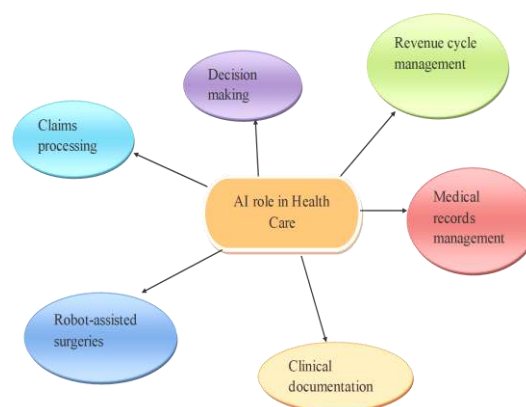 Revenue cycle
management
Decision
making
Claims
processing
AI role in Health
Care
Medical
records
management
Robot-assisted
surgeries
Clinical
documentation